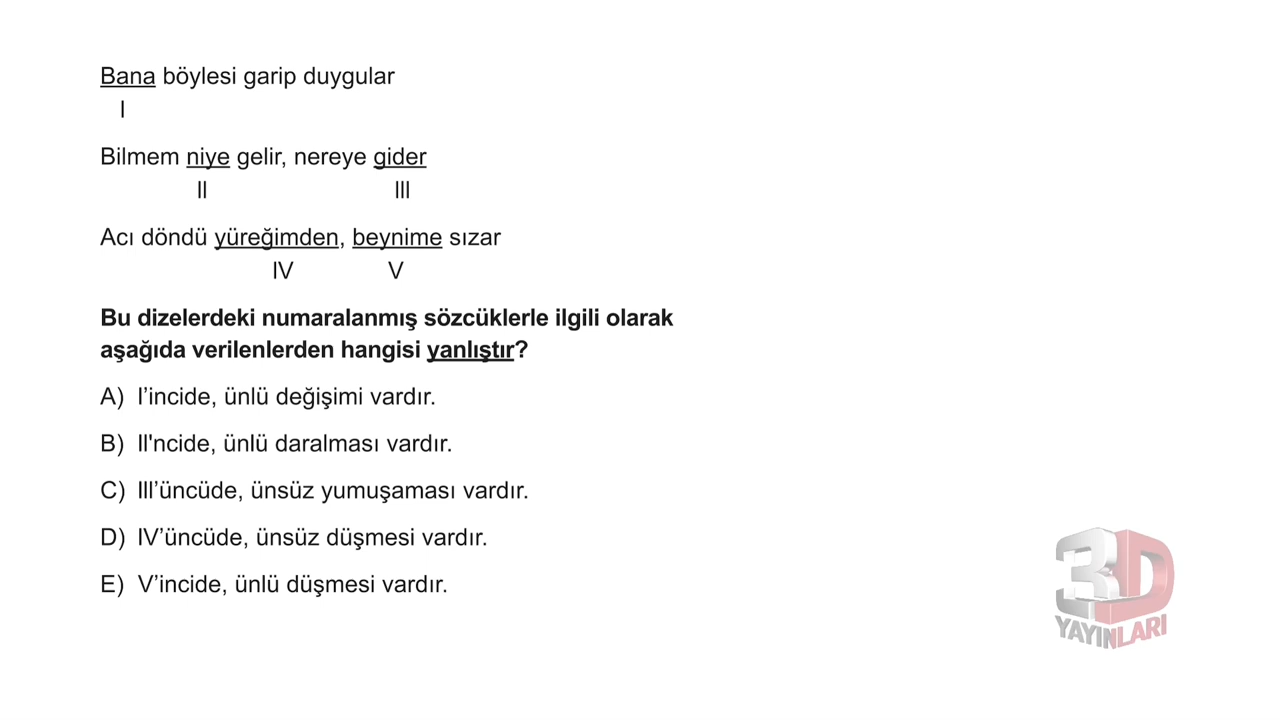 Bana böylesi garip duygular
I
Bilmem niye gelir, nereye gider
II III
Acı döndü yüreğimden, beynime sızar
IV V
Bu dizelerdeki numaralanmış sözcüklerle ilgili olarak
aşağıda verilenlerden hangisi yanlıştır?
A) I’incide, ünlü değişimi vardır.
B) II'ncide, ünlü daralması vardır.
C) III’üncüde, ünsüz yumuşaması vardır.
D) IV’üncüde, ünsüz düşmesi vardır.
E) V’incide, ünlü düşmesi vardır.
3D
YAYINLARI